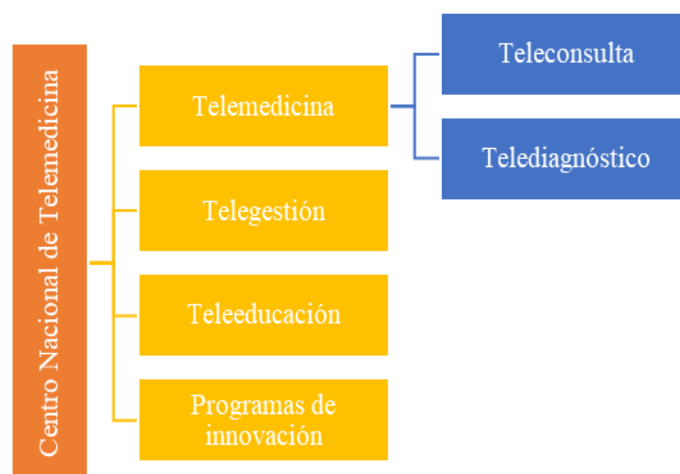 Centro Nacional de Telemedicina
Telemedicina
Teleconsulta
Telediagnóstico
Telegestión
Teleeducación
Programas de
innovación